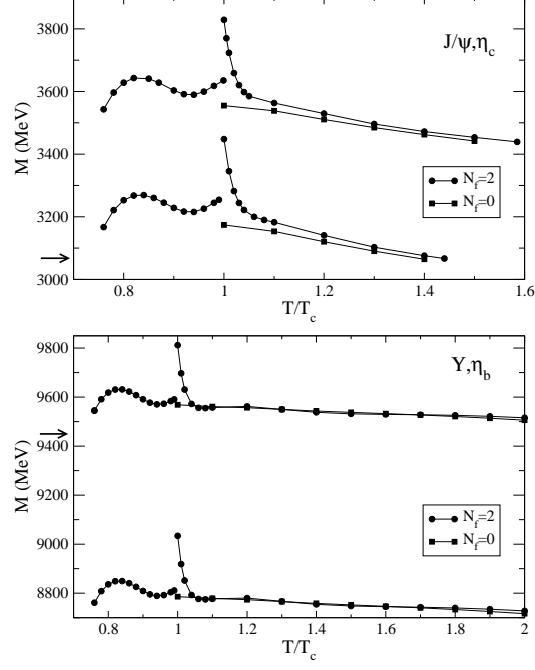 3800
J/ψ,η_c
3600
M (MeV)
3400
N_f=2
N_f=0
3200
3000
0.8 1 1.2 1.4 1.6
T/T_c
9800
Υ,η_b
9600
9400
M (MeV)
9200
9000
N_f=2
N_f=0
8800
0.8 1 1.2 1.4 1.6 1.8 2
T/T_c